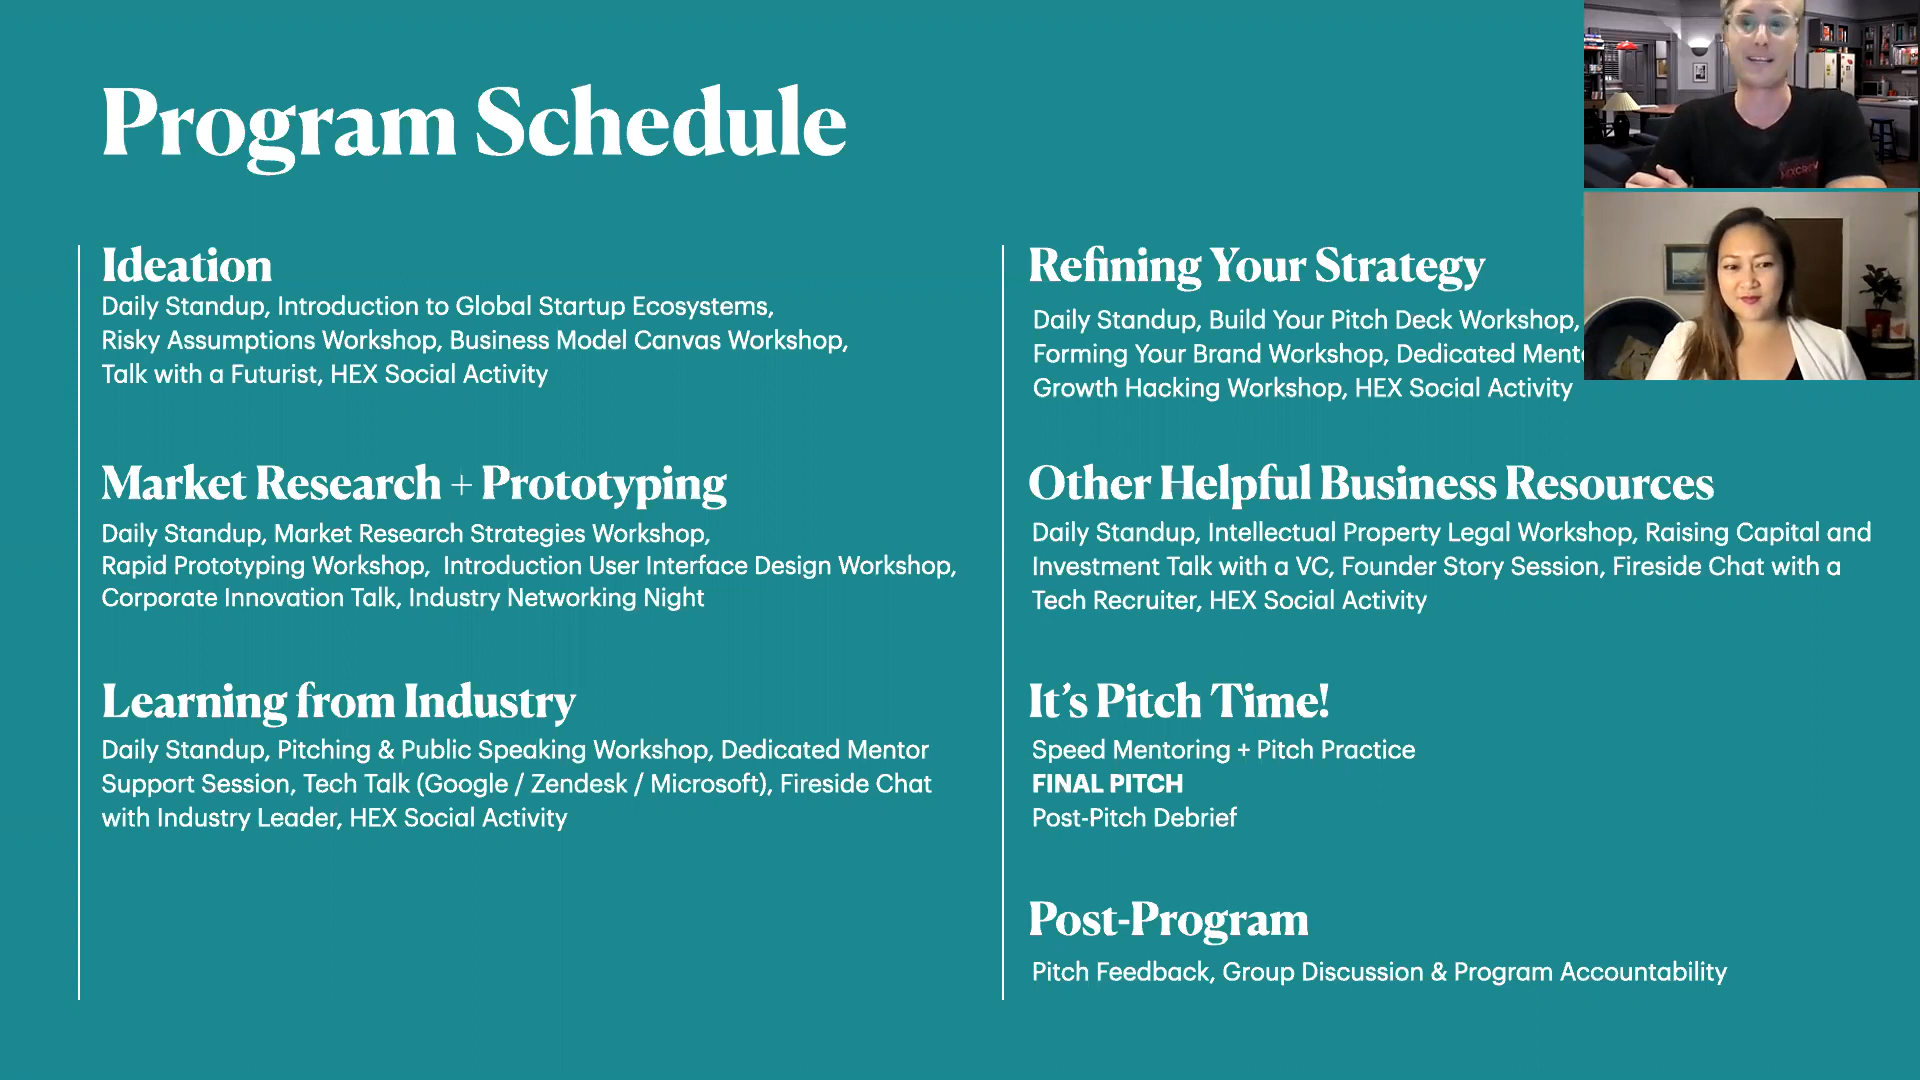 Program Schedule
Ideation
Daily Standup, Introduction to Global Startup Ecosystems,
Risky Assumptions Workshop, Business Model Canvas Workshop,
Talk with a Futurist, HEX Social Activity
Market Research + Prototyping
Daily Standup, Market Research Strategies Workshop,
Rapid Prototyping Workshop, Introduction User Interface Design Workshop,
Corporate Innovation Talk, Industry Networking Night
Learning from Industry
Daily Standup, Pitching & Public Speaking Workshop, Dedicated Mentor
Support Session, Tech Talk (Google / Zendesk / Microsoft), Fireside Chat
with Industry Leader, HEX Social Activity
Refining Your Strategy
Daily Standup, Build Your Pitch Deck Workshop,
Forming Your Brand Workshop, Dedicated
Growth Hacking Workshop, HEX Social Activity
Other Helpful Business Resources
Daily Standup, Intellectual Property Legal Workshop, Raising Capital and
Investment Talk with a VC, Founder Story Session, Fireside Chat with a
Tech Recruiter, HEX Social Activity
It's Pitch Time!
Speed Mentoring + Pitch Practice
FINAL PITCH
Post-Pitch Debrief
Post-Program
Pitch Feedback, Group Discussion & Program Accountability